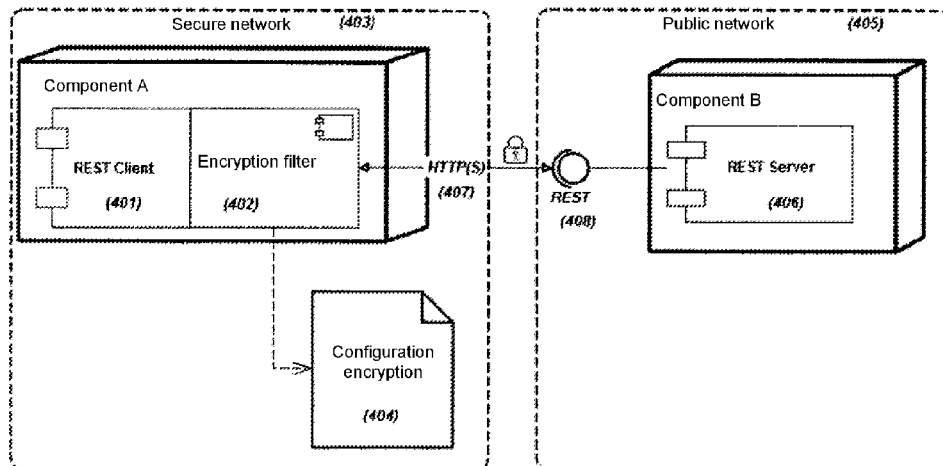 Secure network (403)
Public network (405)
Component A
REST Client
(401)
Encryption filter
(402)
HTTP(S)
(407)
REST
(408)
Component B
REST Server
(406)
Configuration
encryption
(404)